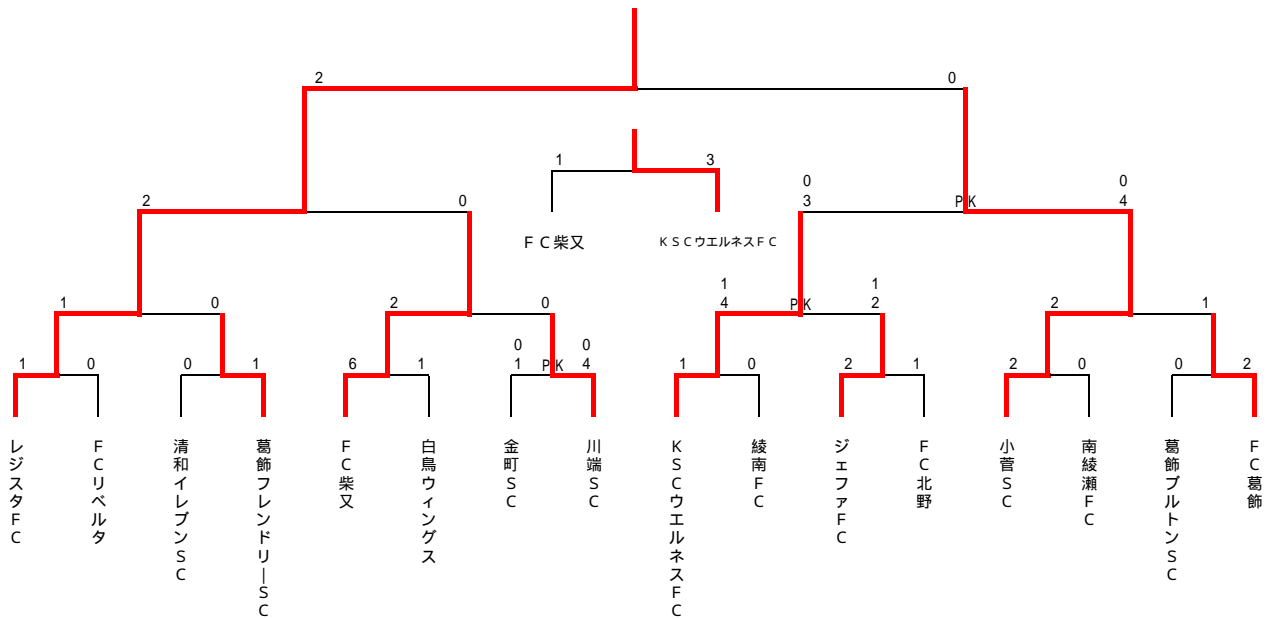 2 0
1 3
0 0
2 0 3 PK 4
FC柴又 KSCウエルネスFC
1 1
1 0 2 0 4 PK 2 2 1
0 0
1 0 0 1 6 1 1 PK 4 1 0 2 1 2 0 0 2
レジスタFC
FCリベルタ
清和イレブンSC
葛飾フレンドリーSC
FC柴又
白鳥ウィングス
金町SC
川端SC
KSCウエルネスFC
綾南FC
ジェファFC
FC北野
小菅SC
南綾瀬FC
葛飾ブルトンSC
FC葛飾